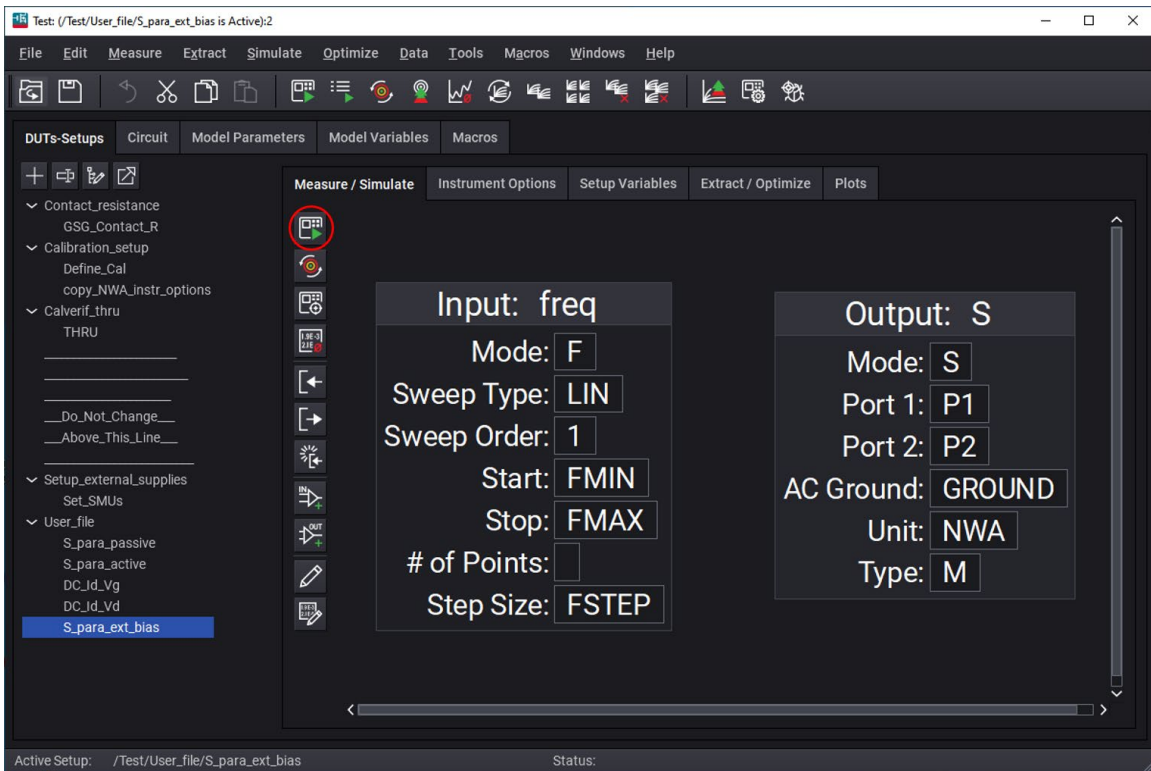 Test: (/Test/User_file/S_para_ext_bias is Active):2
File Edit Measure Extract Simulate Optimize Data Tools Macros Windows Help
DUTs-Setups Circuit Model Parameters Model Variables Macros
Contact_resistance
GSG_Contact_R
Calibration_setup
Define_Cal
copy_NWA_instr_options
Calverif_thru
THRU
___Do_Not_Change___
___Above_This_Line___
Setup_external_supplies
Set_SMUs
User_file
S_para_passive
S_para_active
DC_Id_Vg
DC_Id_Vd
S_para_ext_bias
Measure / Simulate Instrument Options Setup Variables Extract / Optimize Plots
IN
OUT
Input: freq
Mode: F
Sweep Type: LIN
Sweep Order: 1
Start: FMIN
Stop: FMAX
# of Points:
Step Size: FSTEP
Output: S
Mode: S
Port 1: P1
Port 2: P2
AC Ground: GROUND
Unit: NWA
Type: M
Active Setup: /Test/User_file/S_para_ext_bias Status: